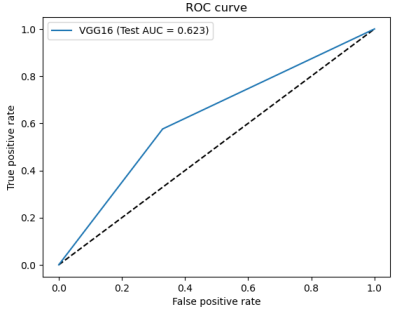 ROC curve
VGG16 (Test AUC = 0.623)
1.0
0.8
0.6
0.4
0.2
0.0
True positive rate
0.0 0.2 0.4 0.6 0.8 1.0
False positive rate